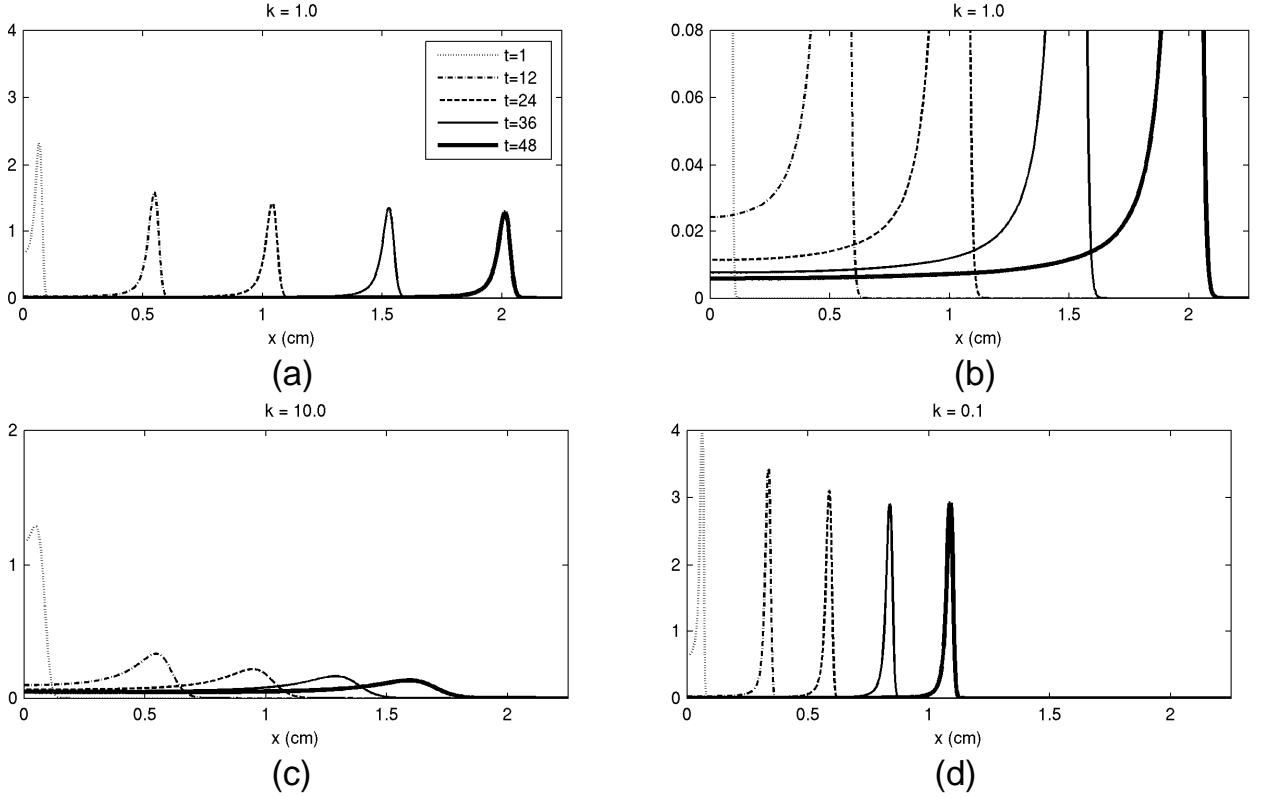 k = 1.0
4
3
2
1
0
t=1
t=12
t=24
t=36
t=48
0 0.5 1 1.5 2
x (cm)
(a)
k = 1.0
0.08
0.06
0.04
0.02
0
0 0.5 1 1.5 2
x (cm)
(b)
k = 10.0
2
1
0
0 0.5 1 1.5 2
x (cm)
(c)
k = 0.1
4
3
2
1
0
0 0.5 1 1.5 2
x (cm)
(d)